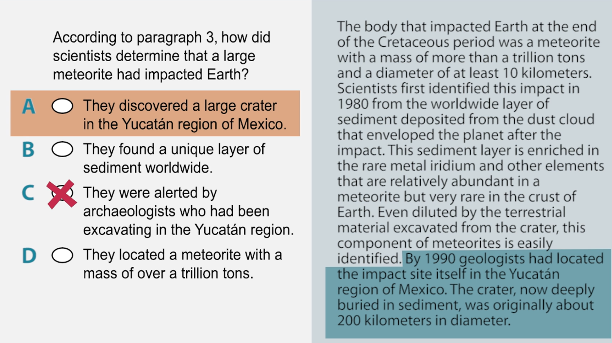 According to paragraph 3, how did
scientists determine that a large
meteorite had impacted Earth?
A They discovered a large crater
in the Yucatán region of Mexico.
B They found a unique layer of
sediment worldwide.
C They were alerted by
archaeologists who had been
excavating in the Yucatán region.
D They located a meteorite with a
mass of over a trillion tons.
The body that impacted Earth at the end
of the Cretaceous period was a meteorite
with a mass of more than a trillion tons
and a diameter of at least 10 kilometers.
Scientists first identified this impact in
1980 from the worldwide layer of
sediment deposited from the dust cloud
that enveloped the planet after the
impact. This sediment layer is enriched in
the rare metal iridium and other elements
that are relatively abundant in a
meteorite but very rare in the crust of
Earth. Even diluted by the terrestrial
material excavated from the crater, this
component of meteorites is easily
identified. By 1990 geologists had located
the impact site itself in the Yucatán
region of Mexico. The crater, now deeply
buried in sediment, was originally about
200 kilometers in diameter.